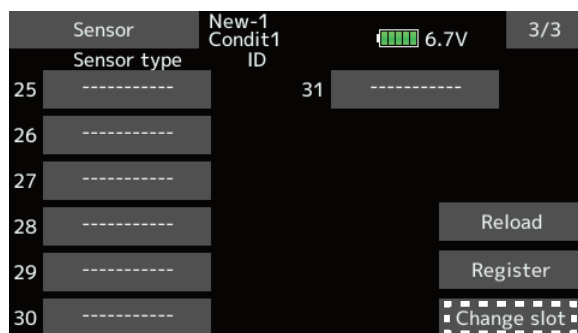 Sensor
New-1
Condit1
6.7V
3/3
Sensor type ID
25 -----------
31 -----------
26 -----------
27 -----------
28 -----------
Reload
29 -----------
Register
30 -----------
Change slot